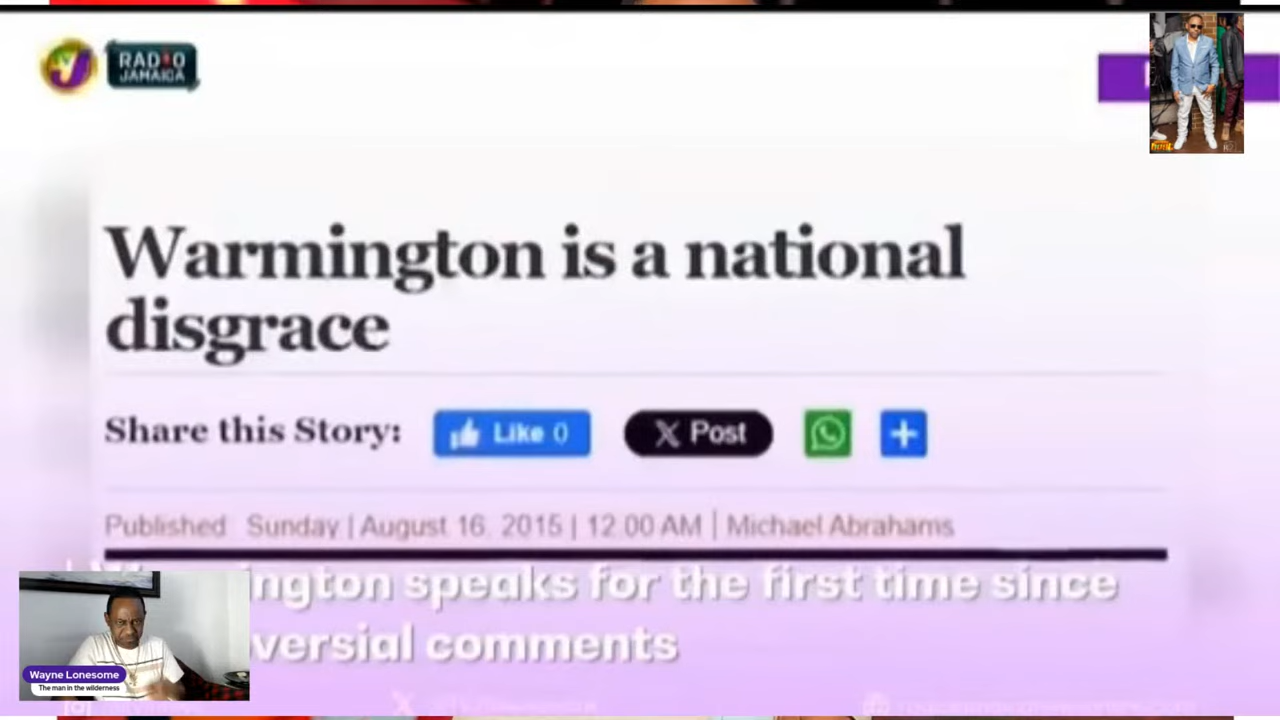 RADIO
JAMAICA
Warmington is a national
disgrace
Share this Story:
Like 0
Post
Published Sunday | August 16, 2015 | 12:00 AM | Michael Abrahams
ington speaks for the first time since
versial comments
Wayne Lonesome
The man in the wilderness